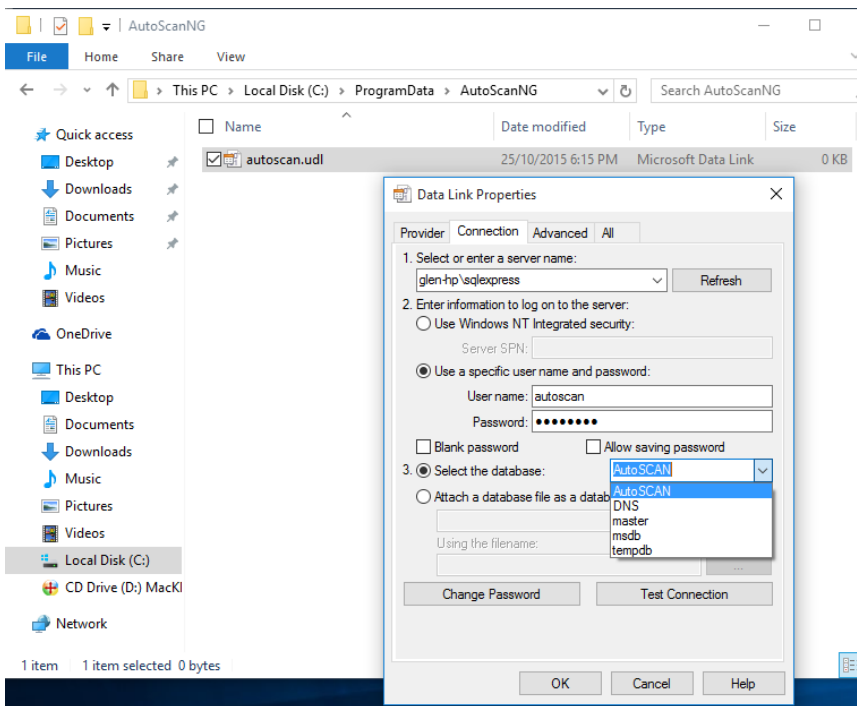 AutoScanNG
File Home Share View
This PC > Local Disk (C:) > ProgramData > AutoScanNG
Search AutoScanNG
Name Date modified Type Size
autoscan.udl 25/10/2015 6:15 PM Microsoft Data Link 0 KB
Quick access
Desktop
Downloads
Documents
Pictures
Music
Videos
OneDrive
This PC
Desktop
Documents
Downloads
Music
Pictures
Videos
Local Disk (C:)
CD Drive (D:) MacKI
Network
1 item 1 item selected 0 bytes
Data Link Properties
Provider Connection Advanced All
1. Select or enter a server name:
glen-hp\sqlexpress Refresh
2. Enter information to log on to the server:
Use Windows NT Integrated security:
Server SPN:
Use a specific user name and password:
User name: autoscan
Password: ••••••••
Blank password Allow saving password
3. Select the database: AutoSCAN
Attach a database file as a datab
AutoSCAN
DNS
master
msdb
tempdb
Using the filename:
...
Change Password Test Connection
OK Cancel Help